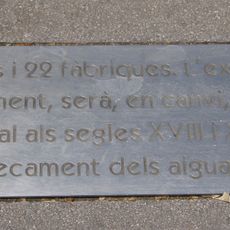 s i 22 fàbriques. L'ex
ment, serà, en canvi,
al als segles XVIII i
ecament dels aigua